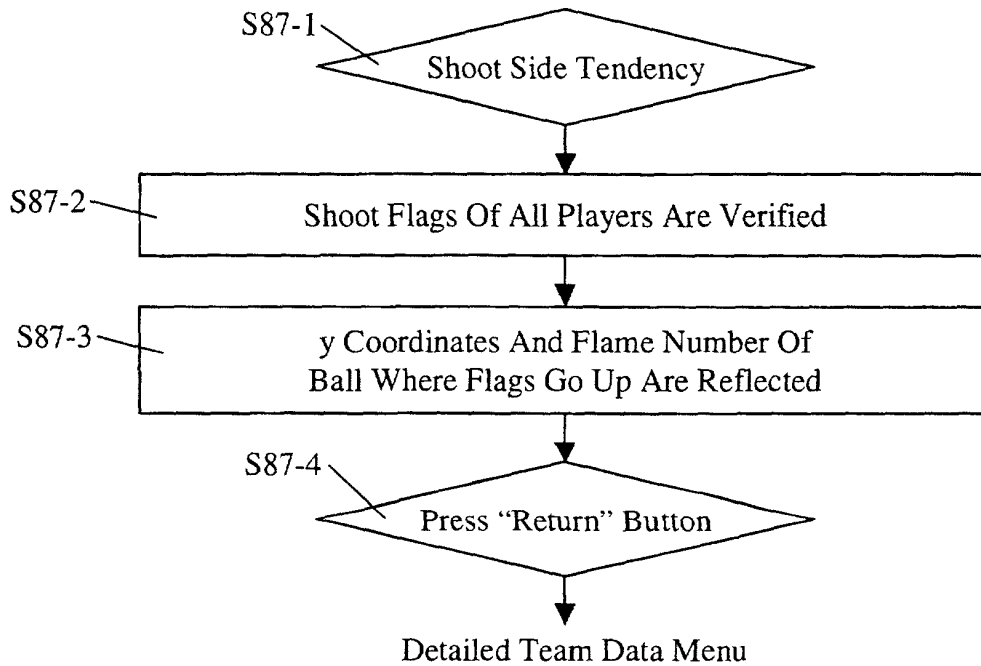 S87-1
Shoot Side Tendency
S87-2
Shoot Flags Of All Players Are Verified
S87-3
y Coordinates And Flame Number Of
Ball Where Flags Go Up Are Reflected
S87-4
Press “Return” Button
Detailed Team Data Menu